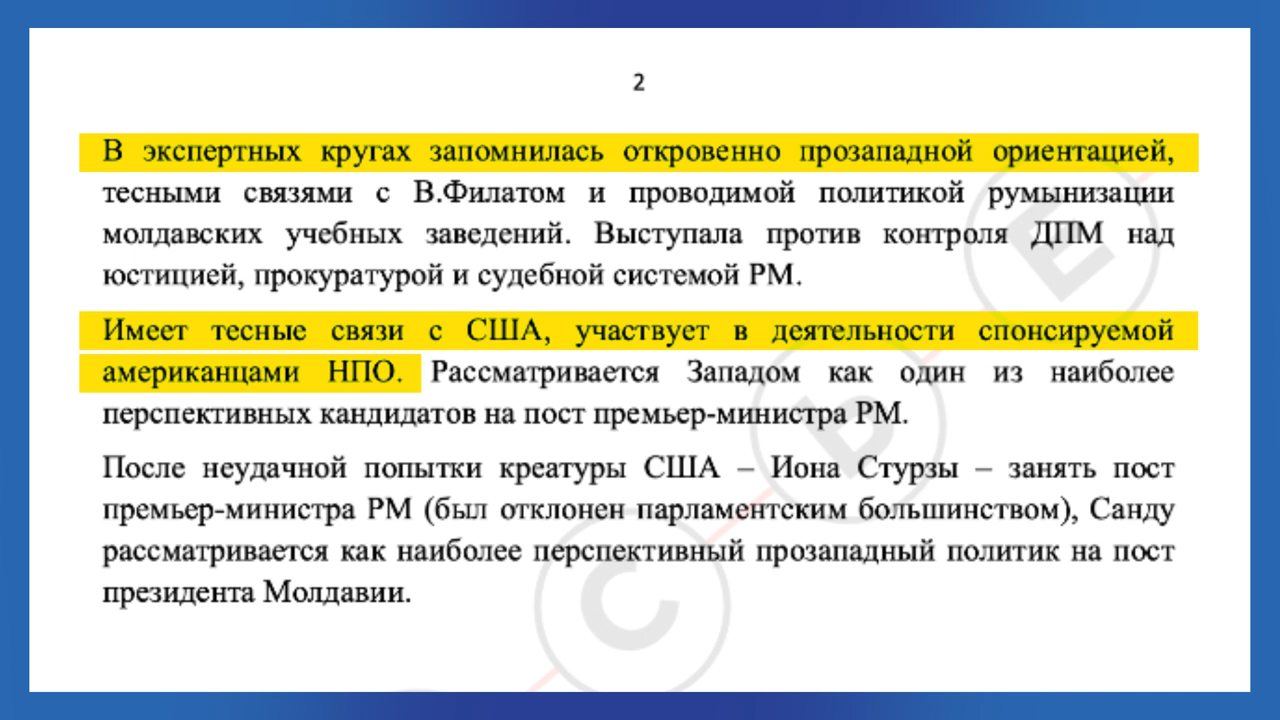 2
В экспертных кругах запомнилась откровенно прозападной ориентацией,
тесными связями с В.Филатом и проводимой политикой румынизации
молдавских учебных заведений. Выступала против контроля ДПМ над
юстицией, прокуратурой и судебной системой РМ.
Имеет тесные связи с США, участвует в деятельности спонсируемой
американцами НПО. Рассматривается Западом как один из наиболее
перспективных кандидатов на пост премьер-министра РМ.
После неудачной попытки креатуры США – Иона Стурзы – занять пост
премьер-министра РМ (был отклонен парламентским большинством), Санду
рассматривается как наиболее перспективный прозападный политик на пост
президента Молдавии.
С
Ь
Е